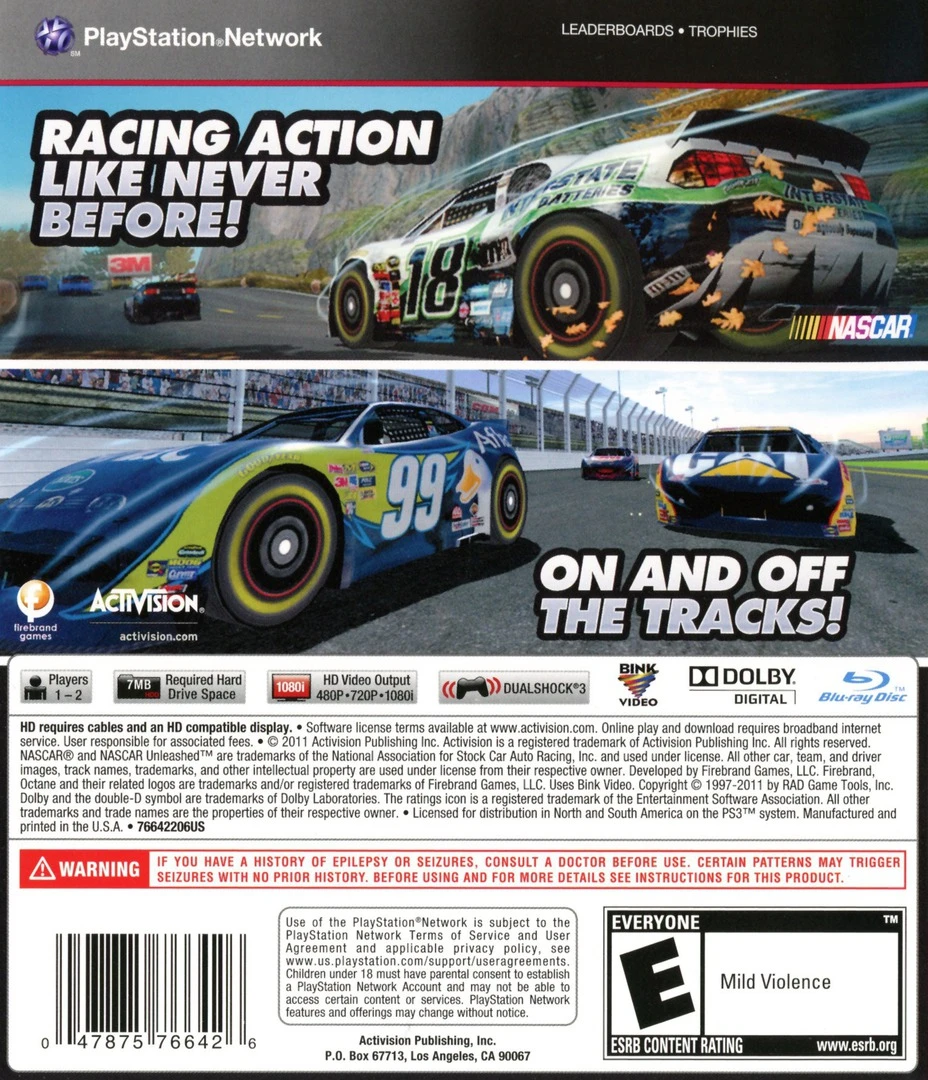 PlayStation®Network
SM
LEADERBOARDS • TROPHIES
RACING ACTION
LIKE NEVER
BEFORE!
3M
18
INTERSTATE
BATTERIES
INTERSTATE
NASCAR
99
Aflac
GOODYEAR
ON AND OFF
THE TRACKS!
firebrand
games
ACTIVISION®
activision.com
Players
1 – 2
7MB
HDD
Required Hard
Drive Space
1080i
HD Video Output
480P•720P•1080i
DUALSHOCK®3
BINK
VIDEO
DOLBY®
DIGITAL
Blu-ray Disc™
HD requires cables and an HD compatible display. • Software license terms available at www.activision.com. Online play and download requires broadband internet
service. User responsible for associated fees. • © 2011 Activision Publishing Inc. Activision is a registered trademark of Activision Publishing Inc. All rights reserved.
NASCAR® and NASCAR Unleashed™ are trademarks of the National Association for Stock Car Auto Racing, Inc. and used under license. All other car, team, and driver
images, track names, trademarks, and other intellectual property are used under license from their respective owner. Developed by Firebrand Games, LLC. Firebrand,
Octane and their related logos are trademarks and/or registered trademarks of Firebrand Games, LLC. Uses Bink Video. Copyright © 1997-2011 by RAD Game Tools, Inc.
Dolby and the double-D symbol are trademarks of Dolby Laboratories. The ratings icon is a registered trademark of the Entertainment Software Association. All other
trademarks and trade names are the properties of their respective owner. • Licensed for distribution in North and South America on the PS3™ system. Manufactured and
printed in the U.S.A. • 76642206US
WARNING
IF YOU HAVE A HISTORY OF EPILEPSY OR SEIZURES, CONSULT A DOCTOR BEFORE USE. CERTAIN PATTERNS MAY TRIGGER
SEIZURES WITH NO PRIOR HISTORY. BEFORE USING AND FOR MORE DETAILS SEE INSTRUCTIONS FOR THIS PRODUCT.
0 47875 76642 6
Use of the PlayStation®Network is subject to the
PlayStation Network Terms of Service and User
Agreement and applicable privacy policy, see
www.us.playstation.com/support/useragreements.
Children under 18 must have parental consent to establish
a PlayStation Network Account and may not be able to
access certain content or services. PlayStation Network
features and offerings may change without notice.
Activision Publishing, Inc.
P.O. Box 67713, Los Angeles, CA 90067
EVERYONE ™
E
Mild Violence
ESRB CONTENT RATING www.esrb.org